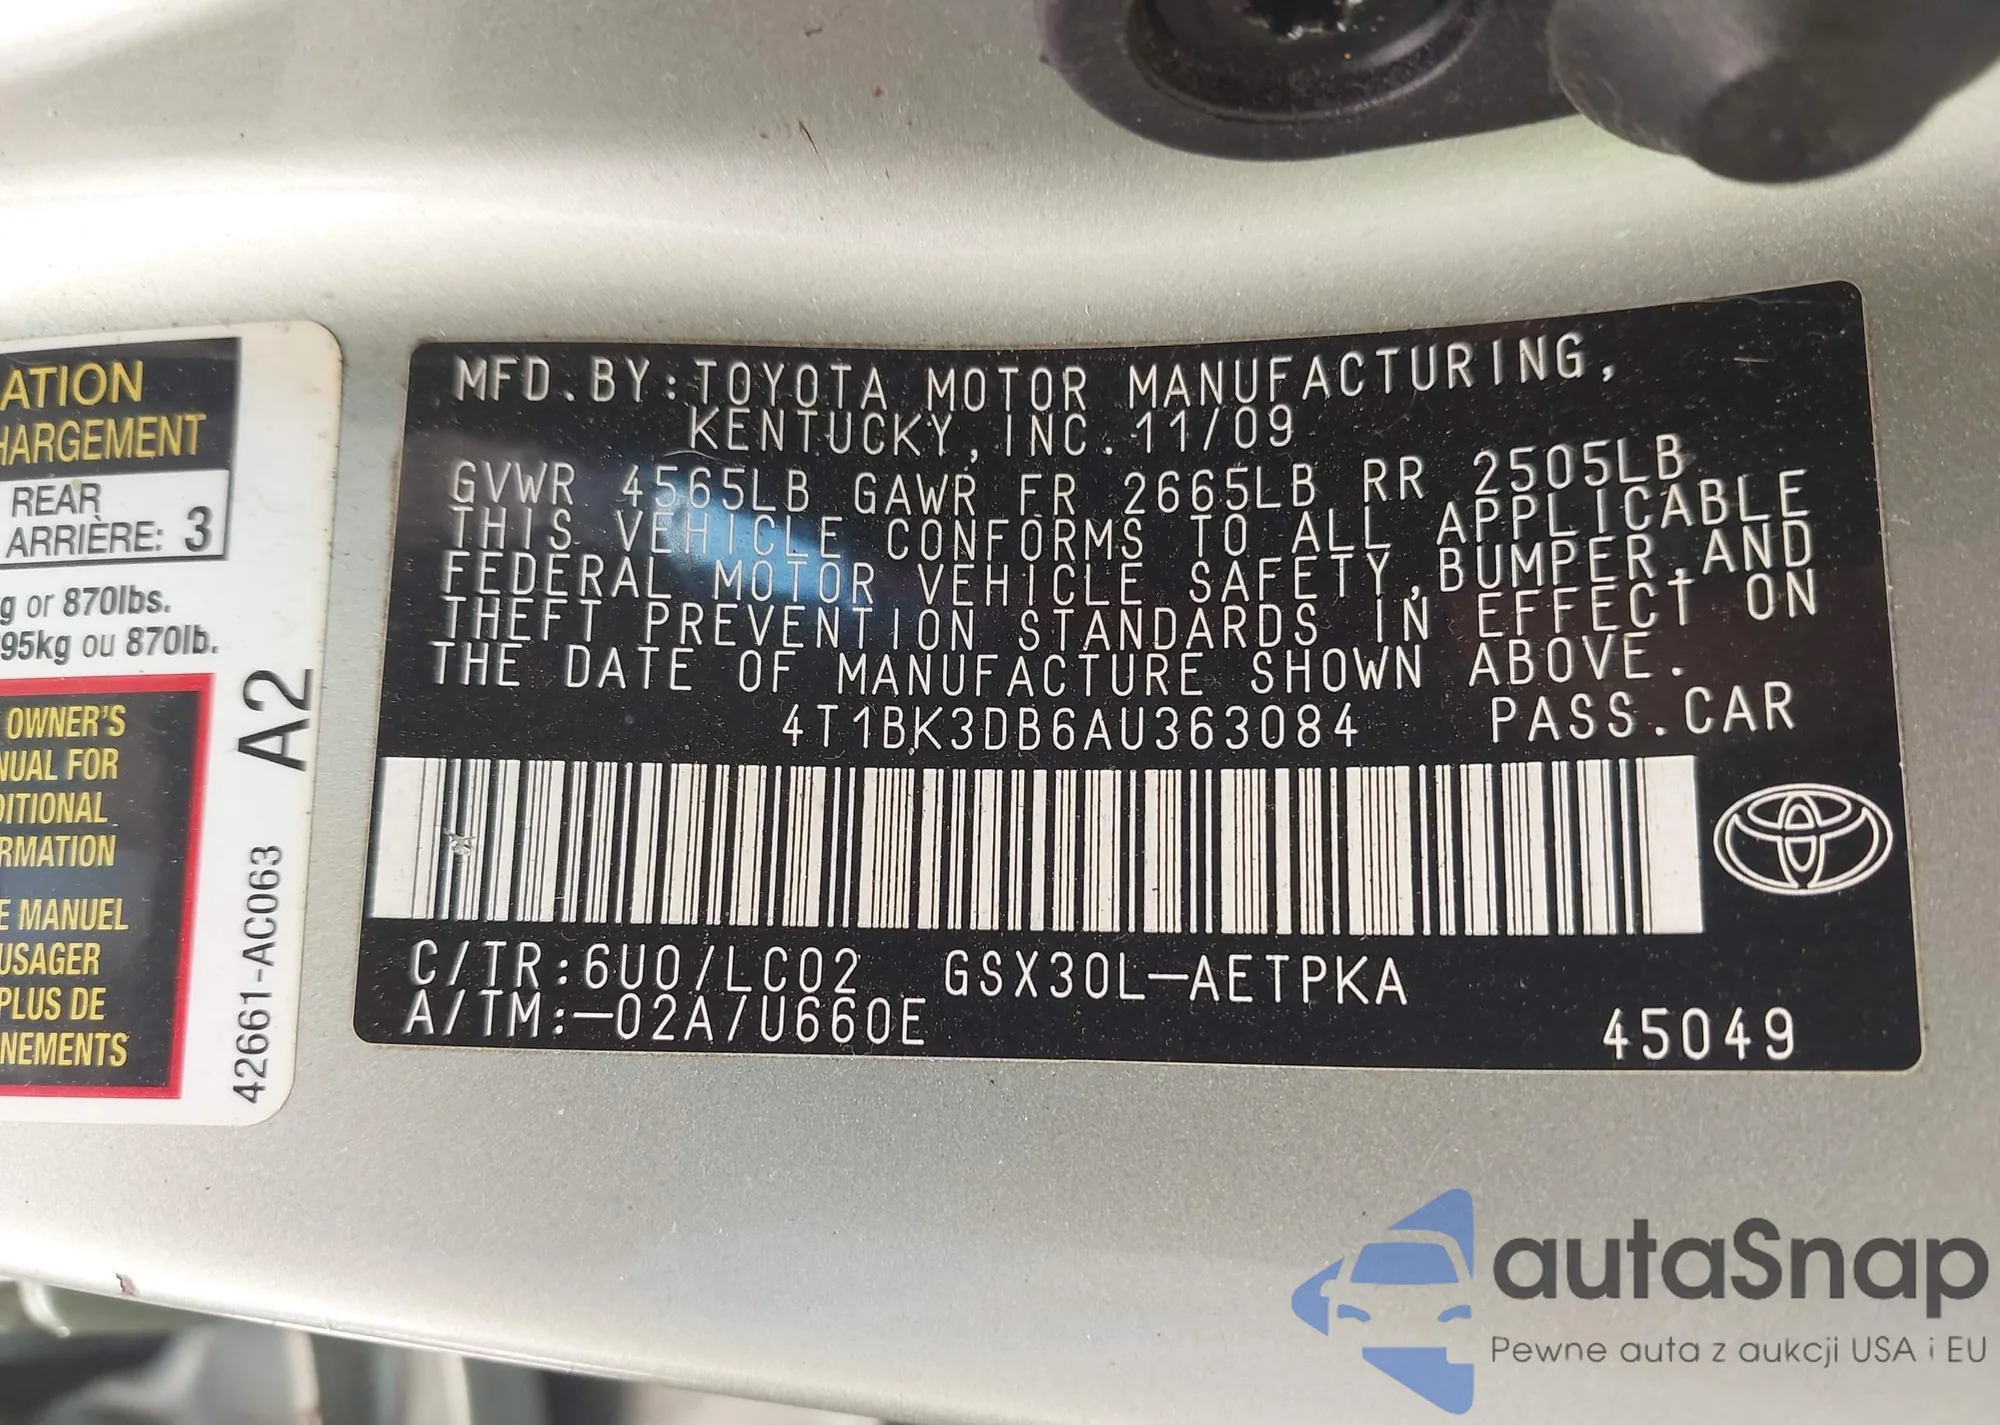 ATION
HARGEMENT
REAR
ARRIÈRE: 3
g or 870lbs.
95kg ou 870lb.
OWNER'S
NUAL FOR
DITIONAL
RMATION
E MANUEL
USAGER
PLUS DE
NEMENTS
A2
42661-AC063
MFD.BY:TOYOTA MOTOR MANUFACTURING,
KENTUCKY,INC.11/09
GVWR 4565LB GAWR FR 2665LB RR 2505LB
THIS VEHICLE CONFORMS TO ALL APPLICABLE
FEDERAL MOTOR VEHICLE SAFETY,BUMPER,AND
THEFT PREVENTION STANDARDS IN EFFECT ON
THE DATE OF MANUFACTURE SHOWN ABOVE.
4T1BK3DB6AU363084 PASS.CAR
C/TR:6U0/LC02 GSX30L-AETPKA
A/TM:-02A/U660E
45049
autaSnap
Pewne auta z aukcji USA i EU